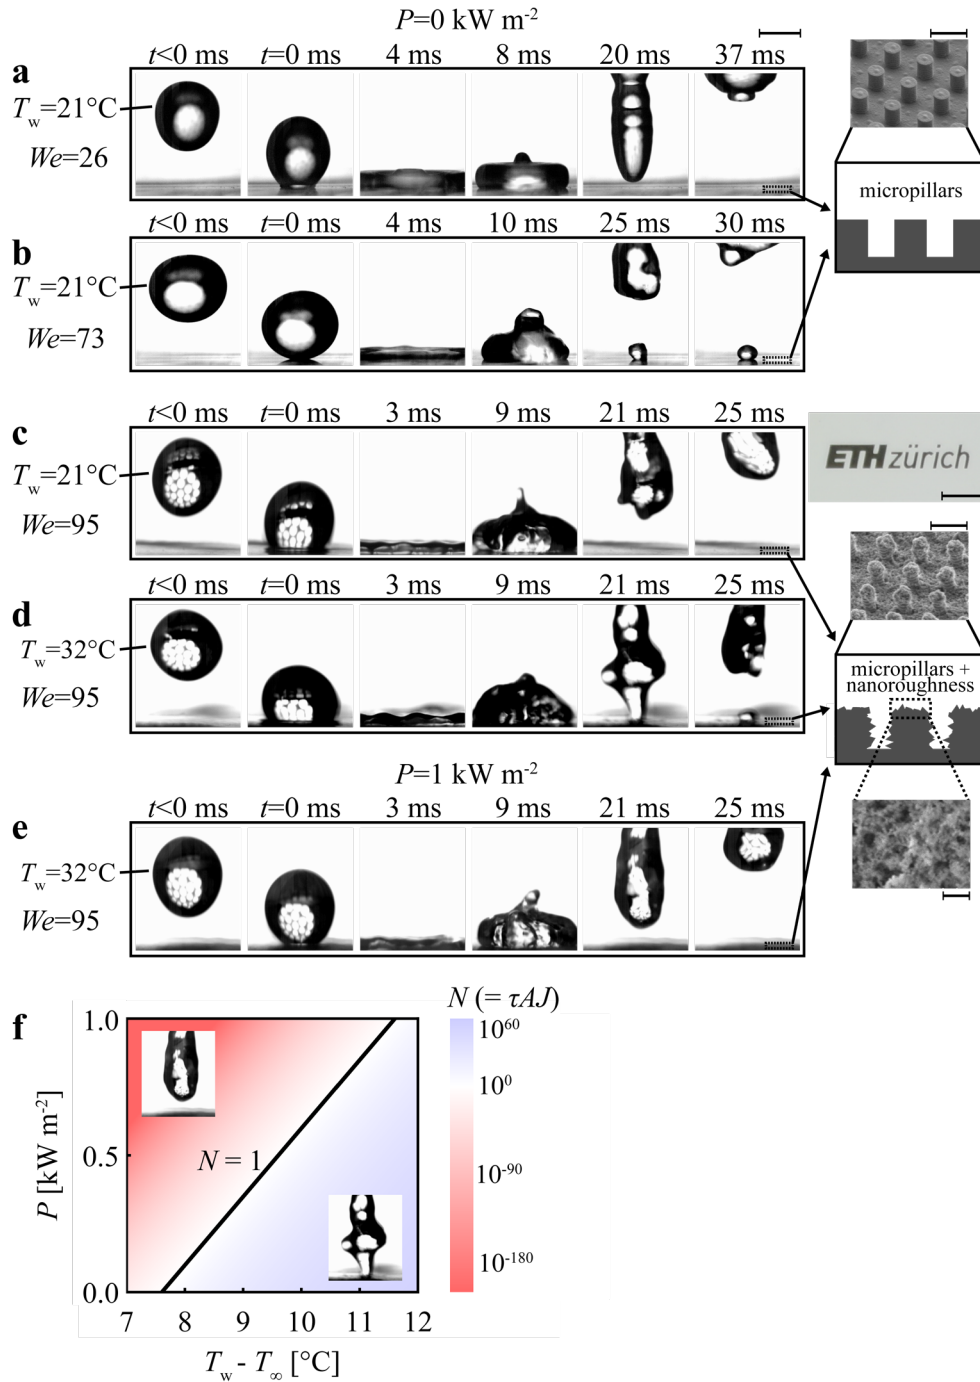 P=0 kW m-2
a
t<0 ms t=0 ms 4 ms 8 ms 20 ms 37 ms
Tw=21°C
We=26
micropillars
b
t<0 ms t=0 ms 4 ms 10 ms 25 ms 30 ms
Tw=21°C
We=73
c
t<0 ms t=0 ms 3 ms 9 ms 21 ms 25 ms
Tw=21°C
We=95
ETH zürich
d
t<0 ms t=0 ms 3 ms 9 ms 21 ms 25 ms
Tw=32°C
We=95
micropillars +
nanoroughness
P=1 kW m-2
e
t<0 ms t=0 ms 3 ms 9 ms 21 ms 25 ms
Tw=32°C
We=95
f
N (= τAJ)
1060
100
10-90
10-180
P [kW m-2]
1.0
0.5
0.0
N = 1
7 8 9 10 11 12
Tw - T∞ [°C]